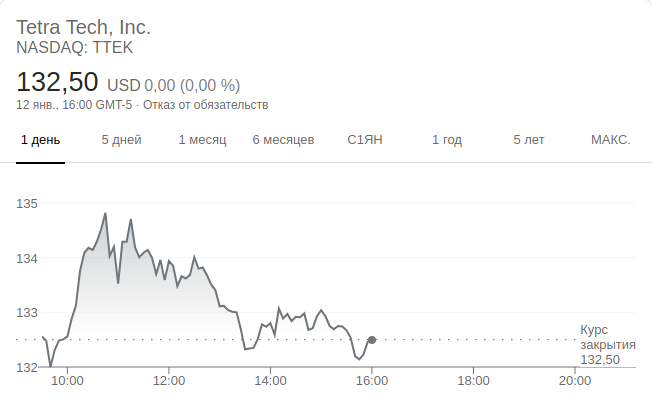 Tetra Tech, Inc.
NASDAQ: TTEK
132,50 USD 0,00 (0,00 %)
12 янв., 16:00 GMT-5 · Отказ от обязательств
1 день 5 дней 1 месяц 6 месяцев С1ЯН 1 год 5 лет МАКС.
135
134
133
132
Курс
закрытия
132,50
10:00 12:00 14:00 16:00 18:00 20:00